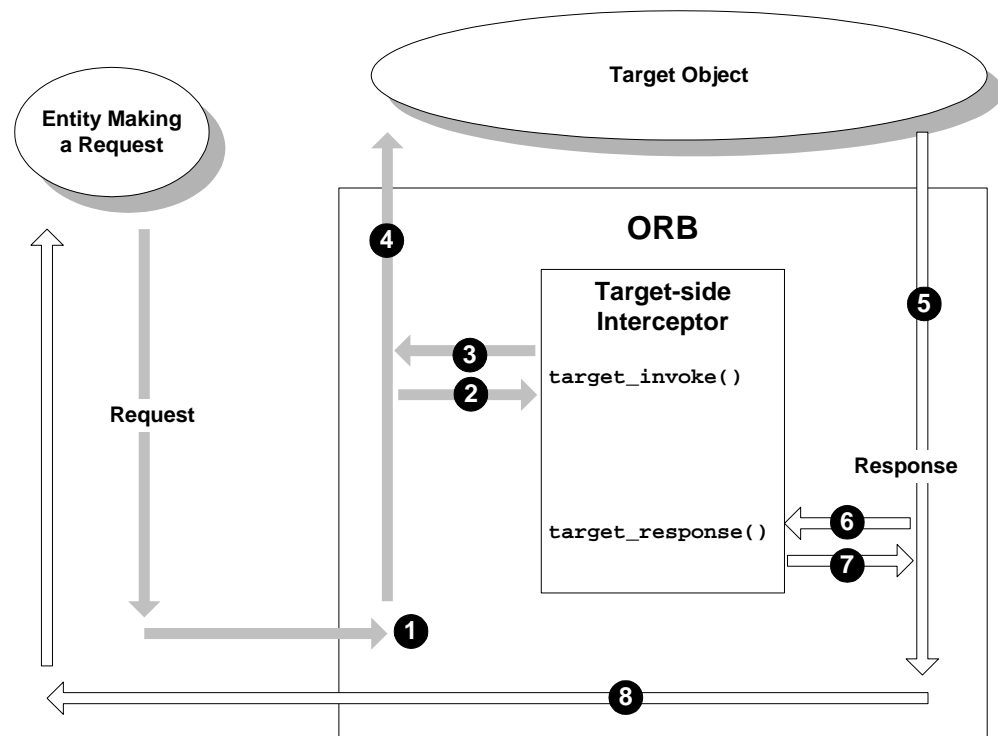 Target Object
Entity Making
a Request
ORB
4
Target-side
Interceptor
5
3
target_invoke()
2
Request
Response
6
target_response()
7
1
8